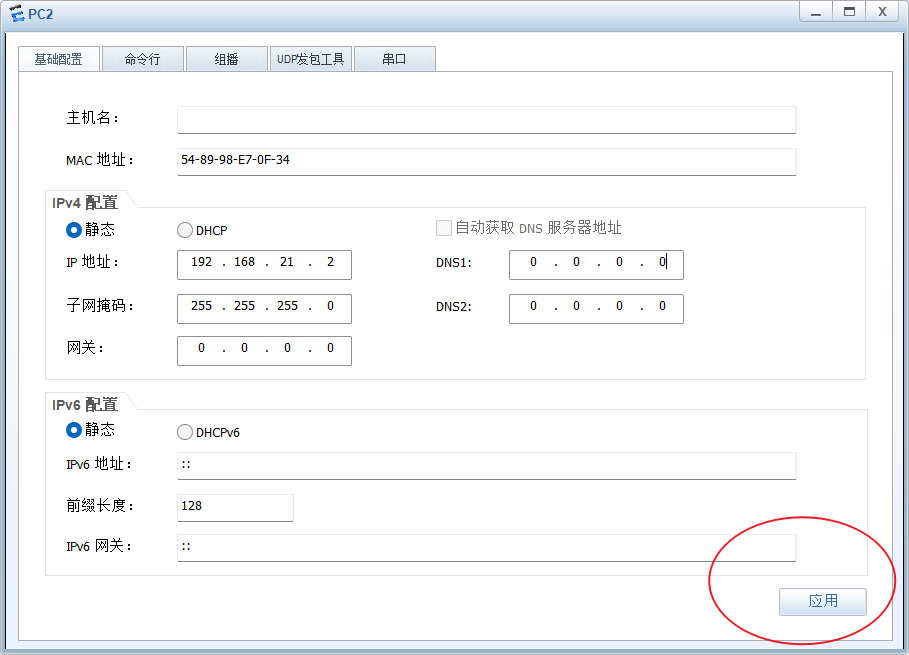 PC2
基础配置 命令行 组播 UDP发包工具 串口
主机名：
MAC 地址： 54-89-98-E7-0F-34
IPv4 配置
静态 DHCP 自动获取 DNS 服务器地址
IP 地址： 192 . 168 . 21 . 2 DNS1: 0 . 0 . 0 . 0
子网掩码： 255 . 255 . 255 . 0 DNS2: 0 . 0 . 0 . 0
网关： 0 . 0 . 0 . 0
IPv6 配置
静态 DHCPv6
IPv6 地址： ::
前缀长度： 128
IPv6 网关： ::
应用